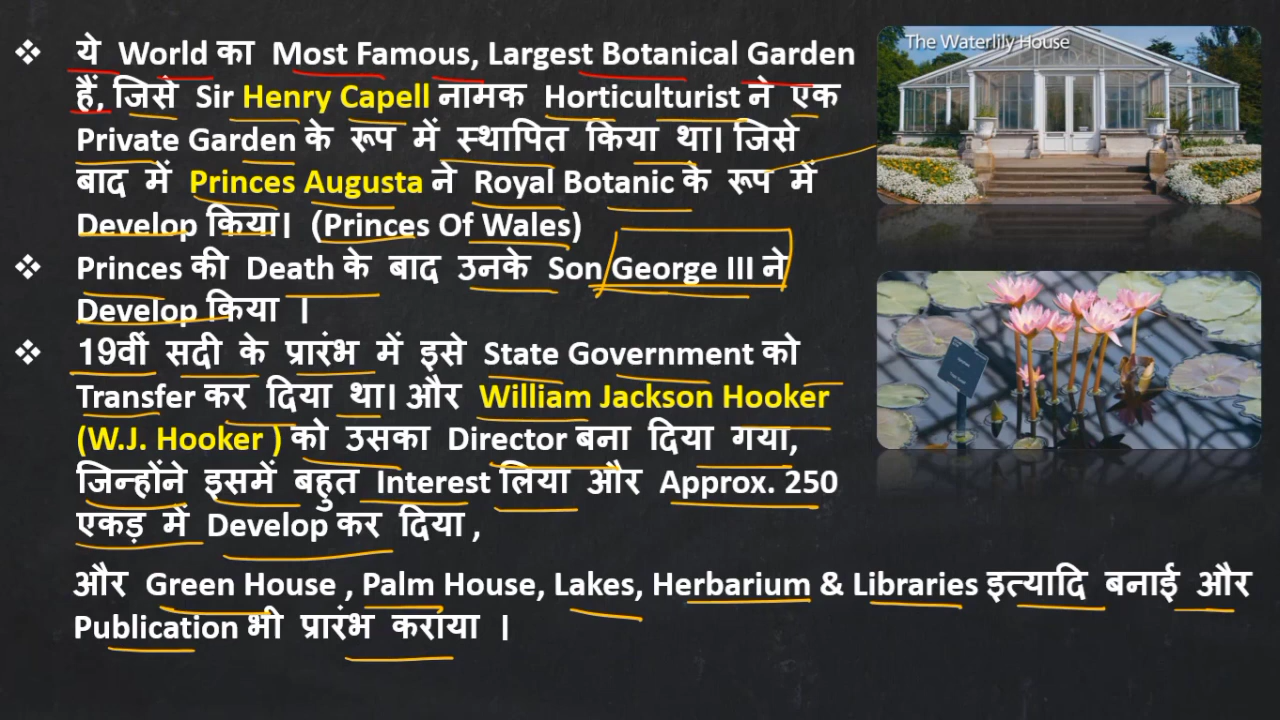 ❖ ये World का Most Famous, Largest Botanical Garden
हैं, जिसे Sir Henry Capell नामक Horticulturist ने एक
Private Garden के रूप में स्थापित किया था। जिसे
बाद में Princes Augusta ने Royal Botanic के रूप में
Develop किया। (Princes Of Wales)
❖ Princes की Death के बाद उनके Son George III ने
Develop किया ।
❖ 19वीं सदी के प्रारंभ में इसे State Government को
Transfer कर दिया था। और William Jackson Hooker
(W.J. Hooker ) को उसका Director बना दिया गया,
जिन्होंने इसमें बहुत Interest लिया और Approx. 250
एकड़ में Develop कर दिया ,
और Green House , Palm House, Lakes, Herbarium & Libraries इत्यादि बनाई और
Publication भी प्रारंभ कराया ।
The Waterlily House